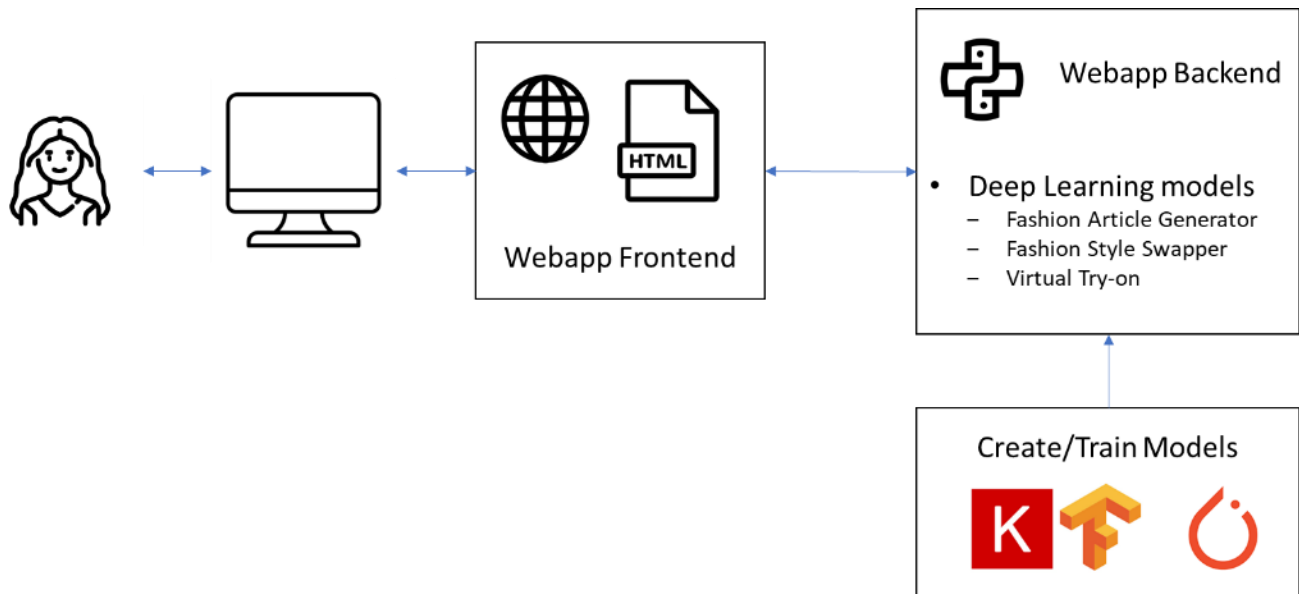 HTML
Webapp Frontend
Webapp Backend
• Deep Learning models
– Fashion Article Generator
– Fashion Style Swapper
– Virtual Try-on
Create/Train Models
K